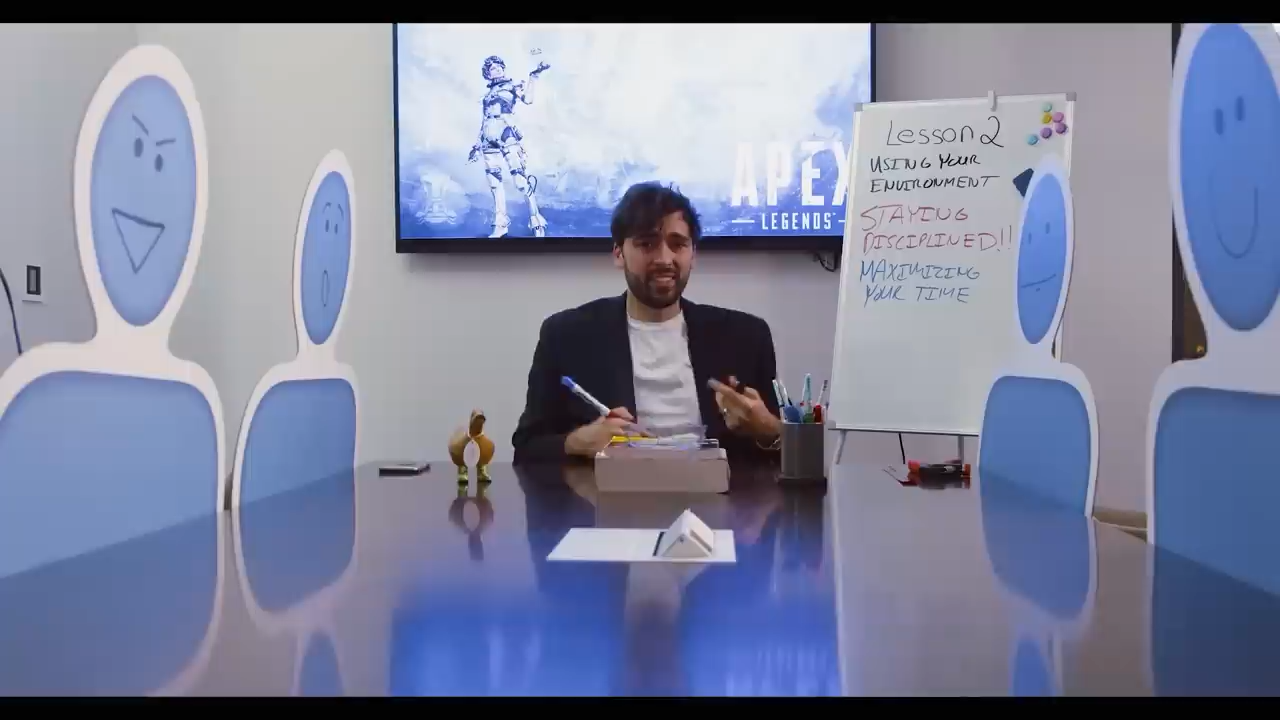 APEX
LEGENDS
Lesson 2
USING YOUR
ENVIRONMENT
STAYING
DISCIPLINED!!
MAXIMIZING
YOUR TIME